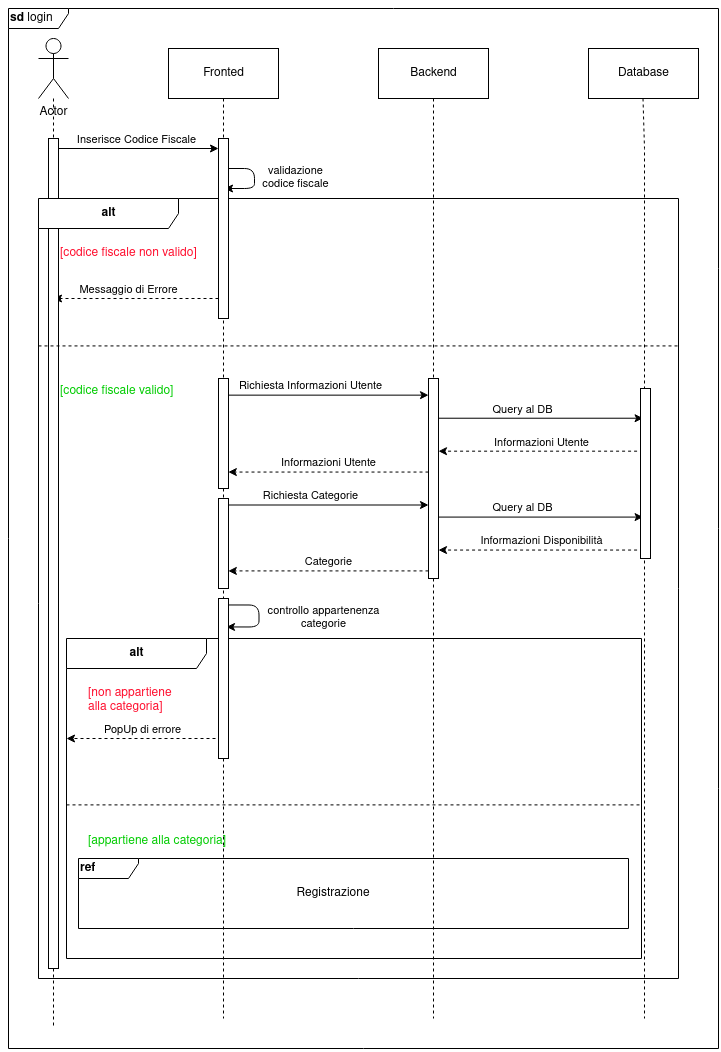 sd login
Actor
Fronted
Backend
Database
Inserisce Codice Fiscale
validazione
codice fiscale
alt
[codice fiscale non valido]
Messaggio di Errore
[codice fiscale valido]
Richiesta Informazioni Utente
Query al DB
Informazioni Utente
Informazioni Utente
Richiesta Categorie
Query al DB
Informazioni Disponibilità
Categorie
controllo appartenenza
categorie
alt
[non appartiene
alla categoria]
PopUp di errore
[appartiene alla categoria]
ref
Registrazione